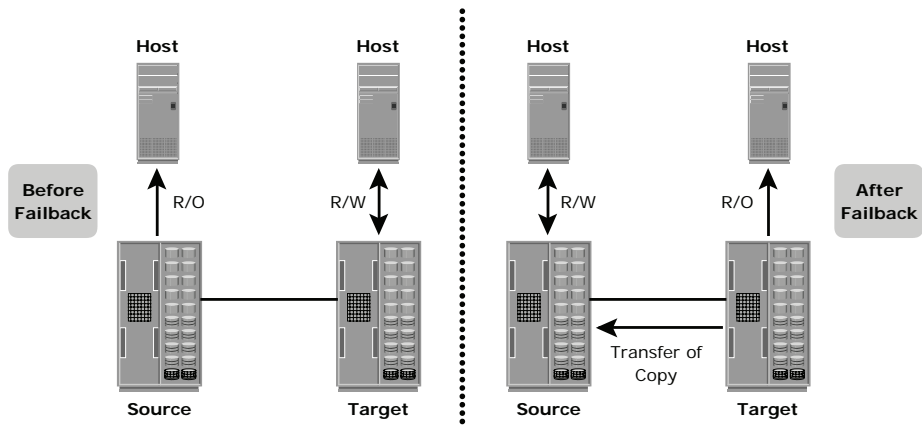 Host
Host
Host
Host
Before
Failback
R/O
R/W
R/W
R/O
After
Failback
Transfer of
Copy
Source
Target
Source
Target